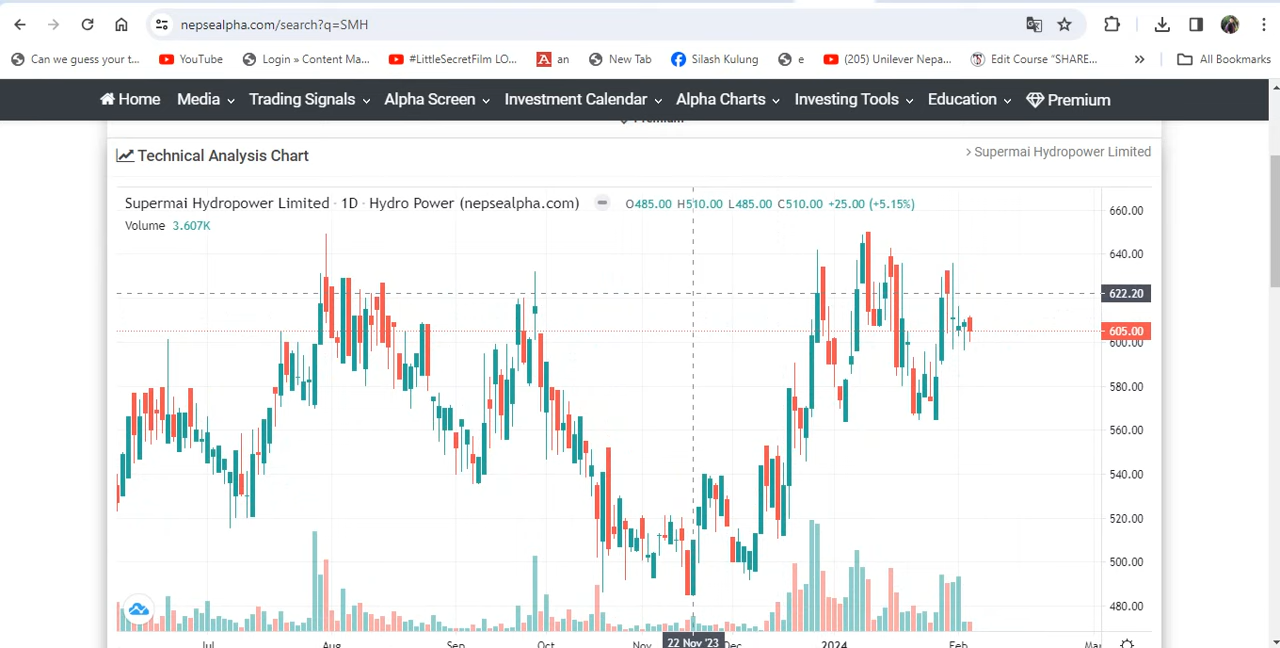 nepsealpha.com/search?q=SMH
Can we guess your t... YouTube Login » Content Ma... #LittleSecretFilm LO... an New Tab Silash Kulung e (205) Unilever Nepa... Edit Course “SHARE... » All Bookmarks
Home Media Trading Signals Alpha Screen Investment Calendar Alpha Charts Investing Tools Education Premium
Premium
Technical Analysis Chart
> Supermai Hydropower Limited
Supermai Hydropower Limited · 1D · Hydro Power (nepsealpha.com) O485.00 H510.00 L485.00 C510.00 +25.00 (+5.15%)
Volume 3.607K
660.00
640.00
622.20
605.00
600.00
580.00
560.00
540.00
520.00
500.00
480.00
Jul Aug Sep Oct Nov 22 Nov '23 Dec 2024 Feb Mar